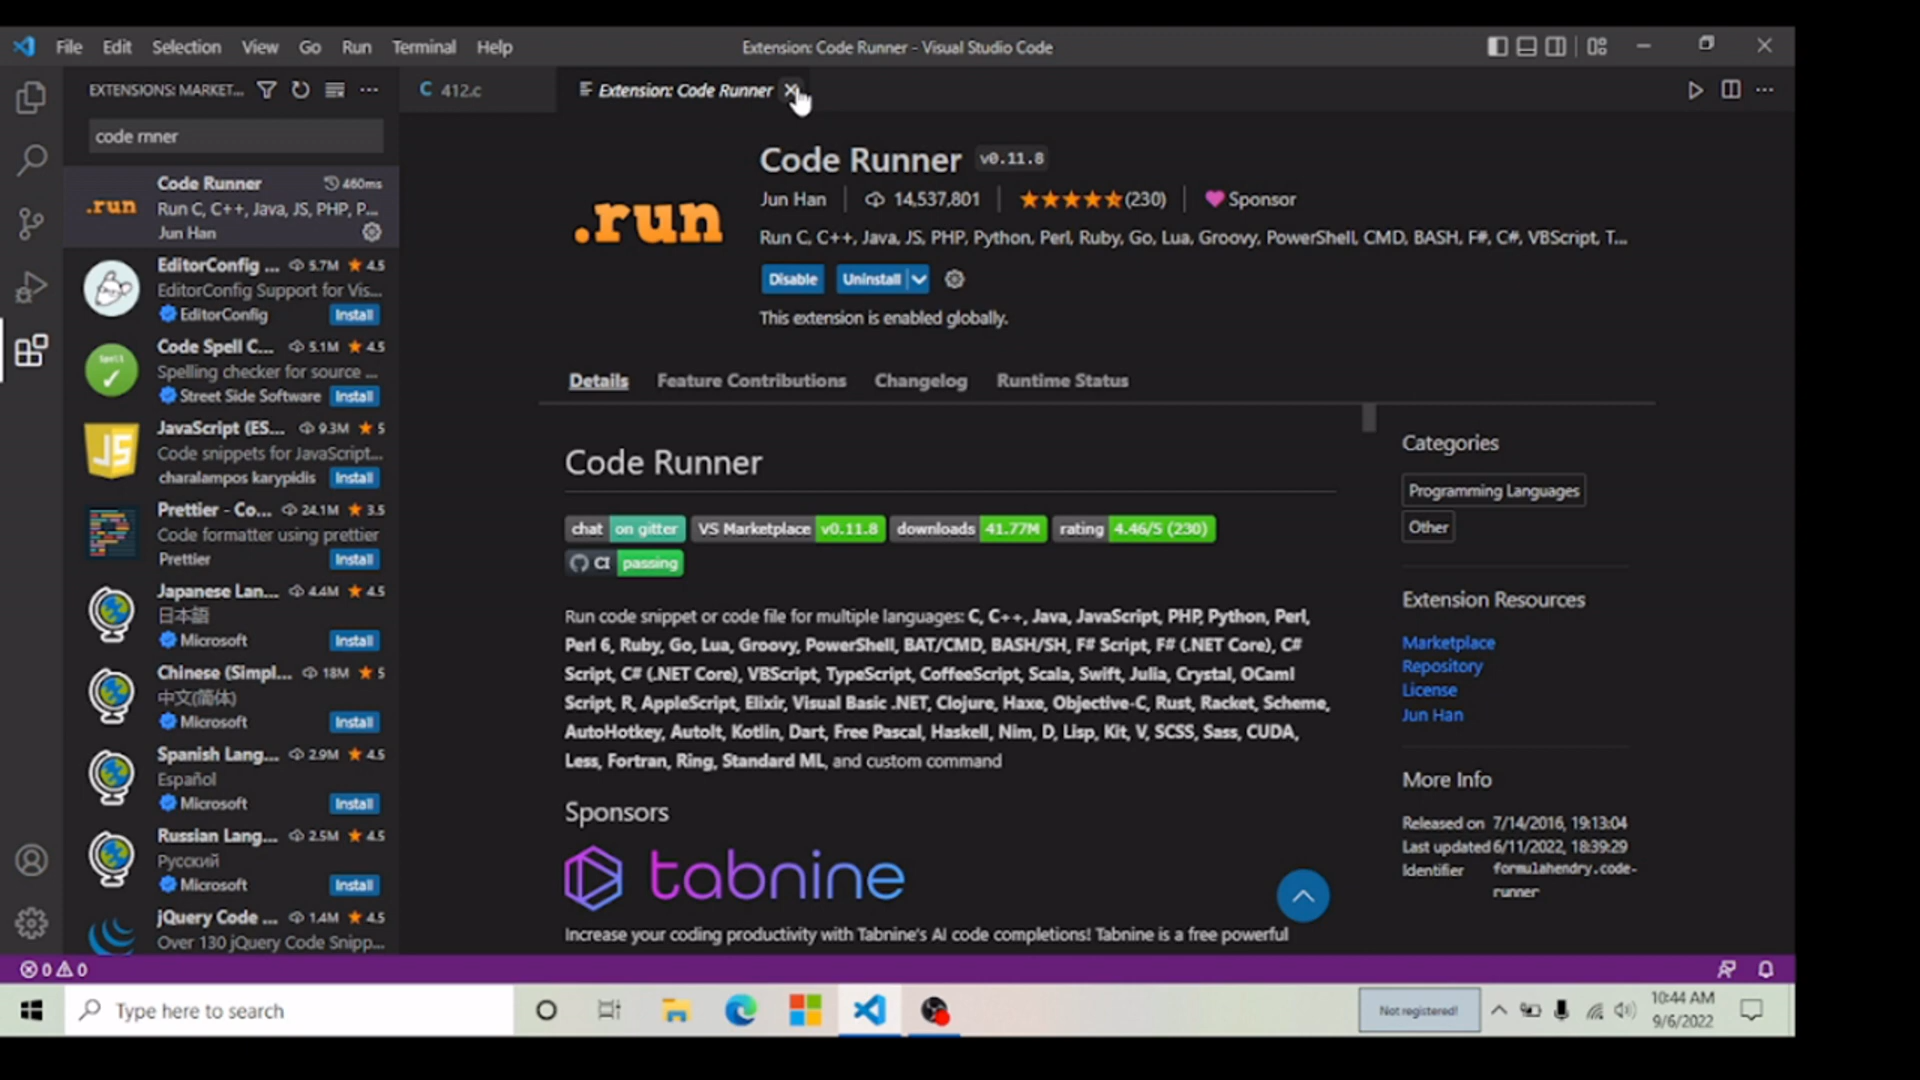 File Edit Selection View Go Run Terminal Help
Extension: Code Runner - Visual Studio Code
EXTENSIONS: MARKET...
412.c
Extension: Code Runner
code rnner
Code Runner 460ms
Run C, C++, Java, JS, PHP, P...
Jun Han
EditorConfig ... 5.7M 4.5
EditorConfig Support for Vis...
EditorConfig Install
Code Spell C... 5.1M 4.5
Spelling checker for source ...
Street Side Software Install
JavaScript (ES... 9.3M 5
Code snippets for JavaScript...
charalampos karypidis Install
Prettier - Co... 24.1M 3.5
Code formatter using prettier
Prettier Install
Japanese Lan... 4.4M 4.5
日本語
Microsoft Install
Chinese (Simpl... 18M 5
中文(简体)
Microsoft Install
Spanish Lang... 2.9M 4.5
Español
Microsoft Install
Russian Lang... 2.5M 4.5
Русский
Microsoft Install
jQuery Code ... 1.4M 4.5
Over 130 jQuery Code Snipp...
.run
.run
Code Runner v0.11.8
Jun Han 14,537,801 (230) Sponsor
Run C, C++, Java, JS, PHP, Python, Perl, Ruby, Go, Lua, Groovy, PowerShell, CMD, BASH, F#, C#, VBScript, T...
Disable Uninstall
This extension is enabled globally.
Details Feature Contributions Changelog Runtime Status
Code Runner
chat on gitter VS Marketplace v0.11.8 downloads 41.77M rating 4.46/5 (230)
CI passing
Run code snippet or code file for multiple languages: C, C++, Java, JavaScript, PHP, Python, Perl,
Perl 6, Ruby, Go, Lua, Groovy, PowerShell, BAT/CMD, BASH/SH, F# Script, F# (.NET Core), C#
Script, C# (.NET Core), VBScript, TypeScript, CoffeeScript, Scala, Swift, Julia, Crystal, OCaml
Script, R, AppleScript, Elixir, Visual Basic .NET, Clojure, Haxe, Objective-C, Rust, Racket, Scheme,
AutoHotkey, AutoIt, Kotlin, Dart, Free Pascal, Haskell, Nim, D, Lisp, Kit, V, SCSS, Sass, CUDA,
Less, Fortran, Ring, Standard ML, and custom command
Sponsors
tabnine
Increase your coding productivity with Tabnine's AI code completions! Tabnine is a free powerful
Categories
Programming Languages
Other
Extension Resources
Marketplace
Repository
License
Jun Han
More Info
Released on 7/14/2016, 19:13:04
Last updated 6/11/2022, 18:39:29
Identifier formulahendry.code-
runner
0 0
Type here to search
Not registered!
10:44 AM
9/6/2022